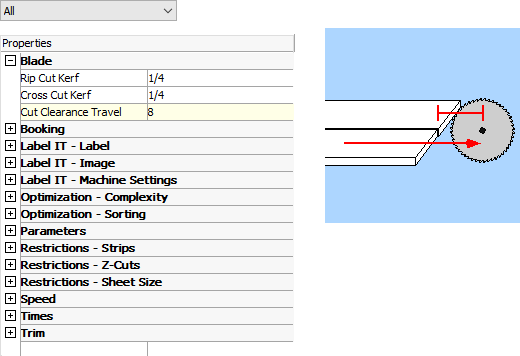 All
Properties
Blade
Rip Cut Kerf 1/4
Cross Cut Kerf 1/4
Cut Clearance Travel 8
Booking
Label IT - Label
Label IT - Image
Label IT - Machine Settings
Optimization - Complexity
Optimization - Sorting
Parameters
Restrictions - Strips
Restrictions - Z-Cuts
Restrictions - Sheet Size
Speed
Times
Trim